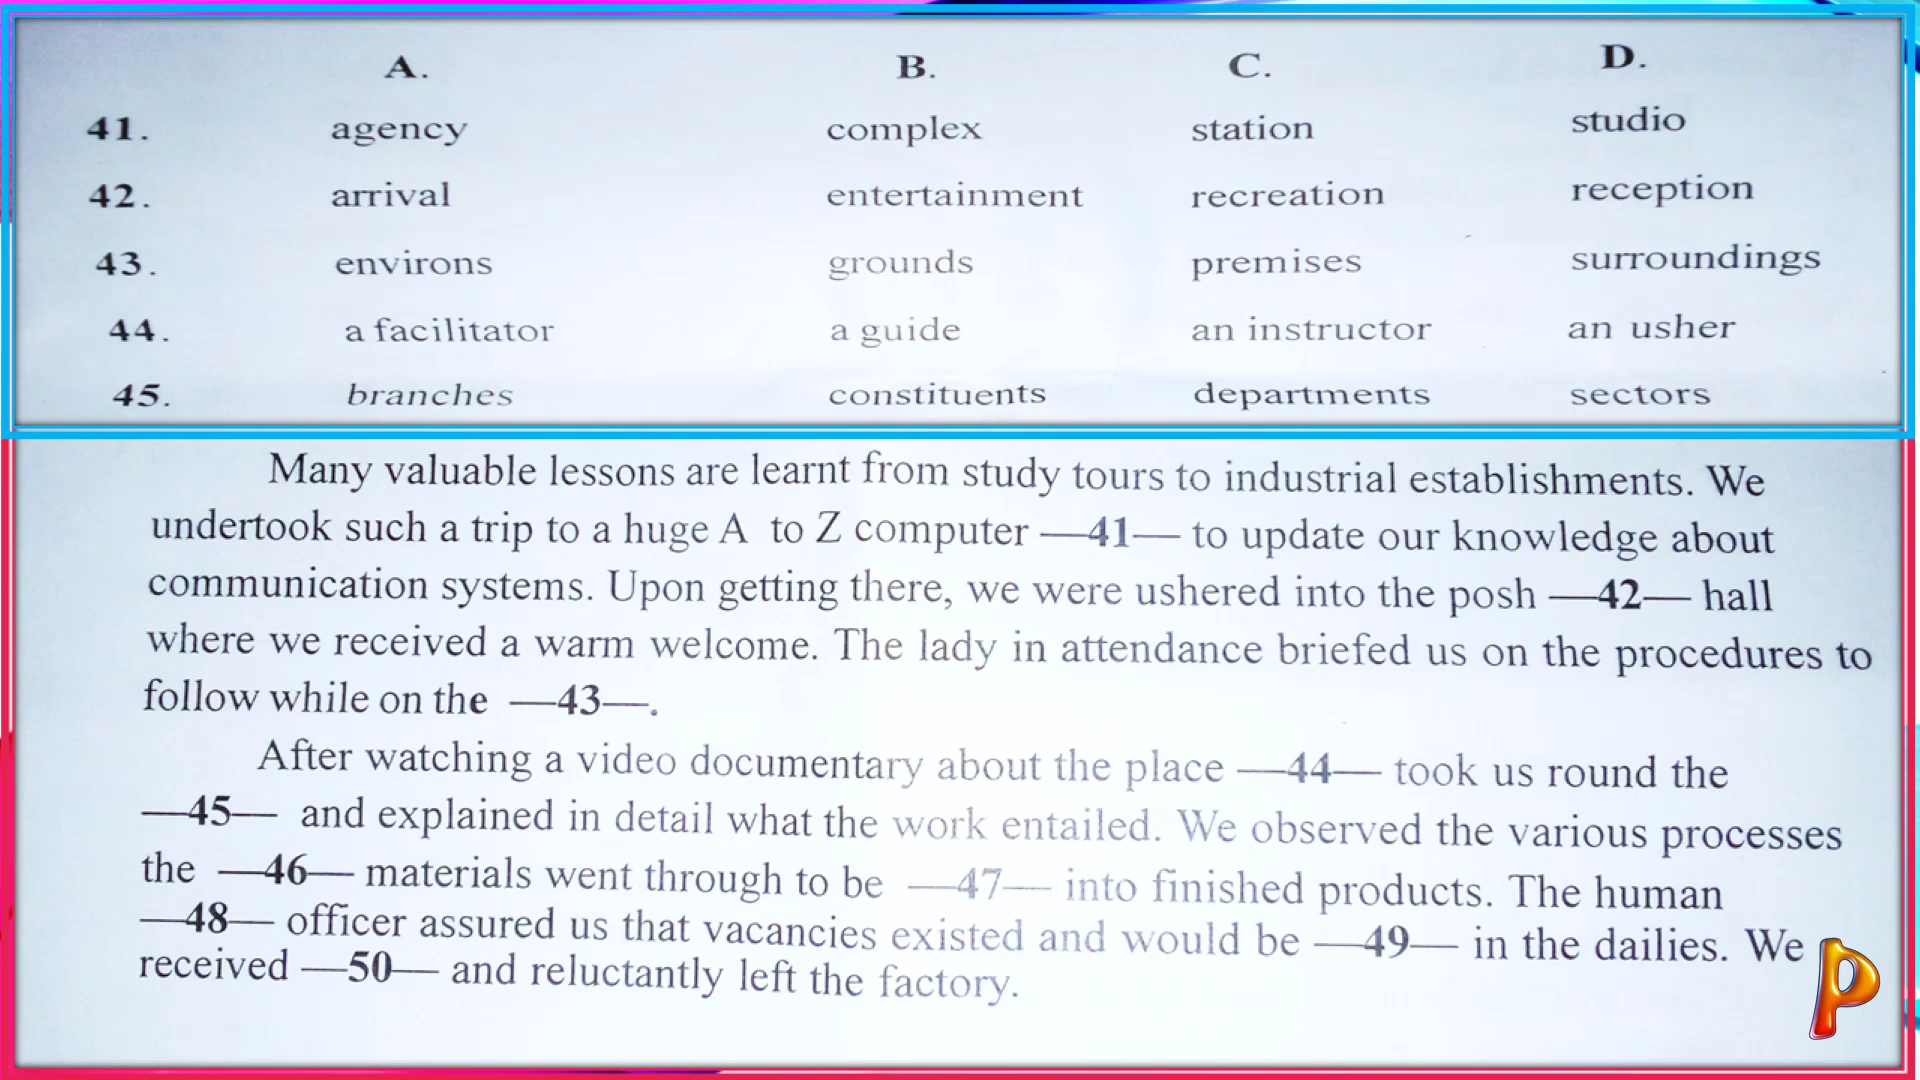 A. B. C. D.
41. agency complex station studio
42. arrival entertainment recreation reception
43. environs grounds premises surroundings
44. a facilitator a guide an instructor an usher
45. branches constituents departments sectors
Many valuable lessons are learnt from study tours to industrial establishments. We
undertook such a trip to a huge A to Z computer —41— to update our knowledge about
communication systems. Upon getting there, we were ushered into the posh —42— hall
where we received a warm welcome. The lady in attendance briefed us on the procedures to
follow while on the —43—.
After watching a video documentary about the place —44— took us round the
—45— and explained in detail what the work entailed. We observed the various processes
the —46— materials went through to be —47— into finished products. The human
—48— officer assured us that vacancies existed and would be —49— in the dailies. We
received —50— and reluctantly left the factory.
P